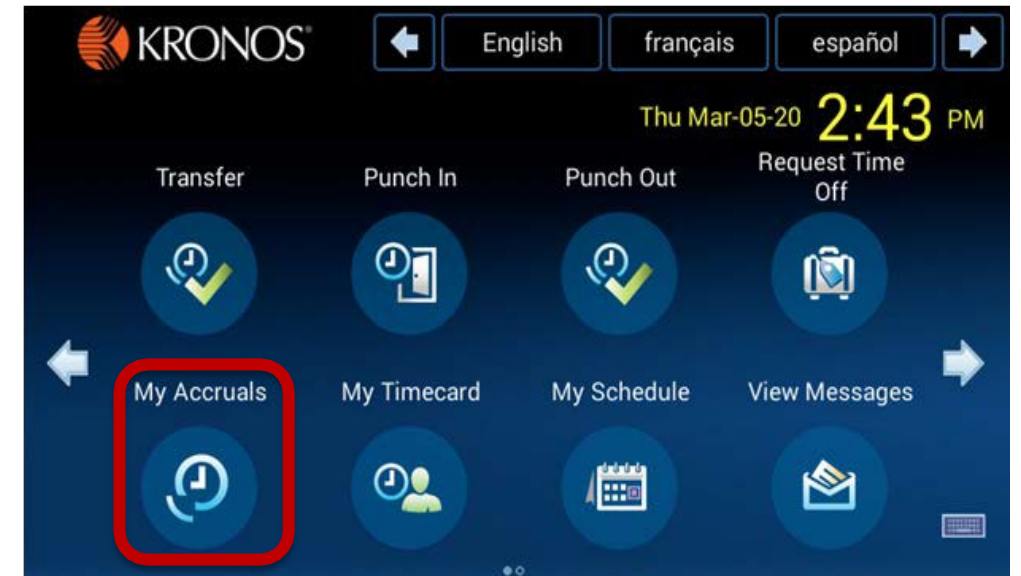 KRONOS
English
français
español
Thu Mar-05-20 2:43 PM
Transfer
Punch In
Punch Out
Request Time
Off
My Accruals
My Timecard
My Schedule
View Messages